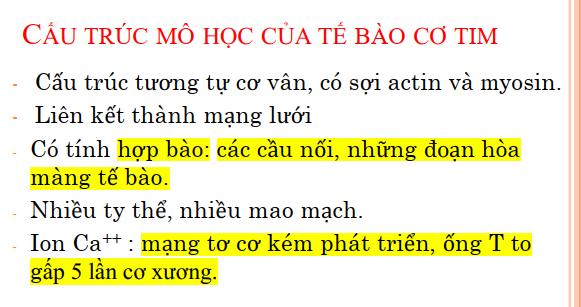 CẤU TRÚC MÔ HỌC CỦA TẾ BÀO CƠ TIM
- Cấu trúc tương tự cơ vân, có sợi actin và myosin.
- Liên kết thành mạng lưới
- Có tính hợp bào: các cầu nối, những đoạn hòa
màng tế bào.
- Nhiều ty thể, nhiều mao mạch.
- Ion Ca⁺⁺ : mạng tơ cơ kém phát triển, ống T to
gấp 5 lần cơ xương.